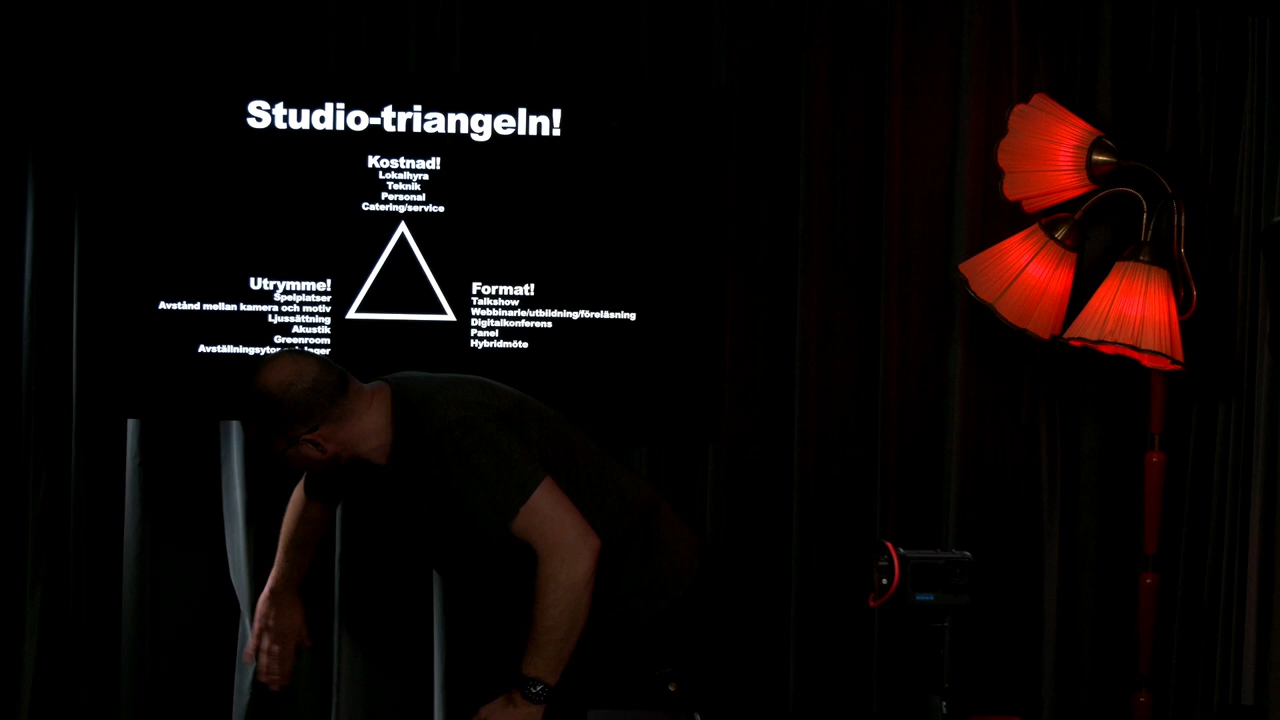 Studio-triangeln!
Kostnad!
Lokalhyra
Teknik
Personal
Catering/service
Utrymme!
Spelplatser
Avstånd mellan kamera och motiv
Ljussättning
Akustik
Greenroom
Format!
Talkshow
Webbinarie/utbildning/föreläsning
Digitalkonferens
Panel
Hybridmöte